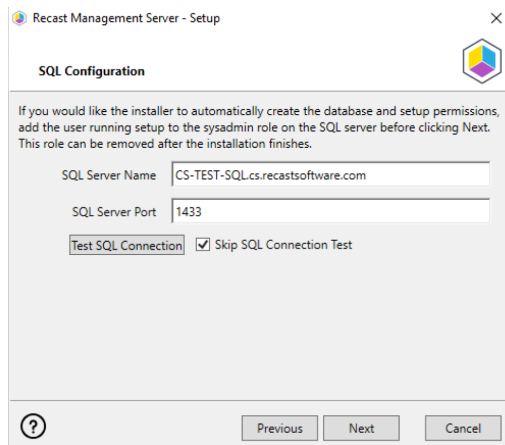 Recast Management Server - Setup
SQL Configuration
If you would like the installer to automatically create the database and setup permissions,
add the user running setup to the sysadmin role on the SQL server before clicking Next.
This role can be removed after the installation finishes.
SQL Server Name CS-TEST-SQL.cs.recastsoftware.com
SQL Server Port 1433
Test SQL Connection Skip SQL Connection Test
? Previous Next Cancel